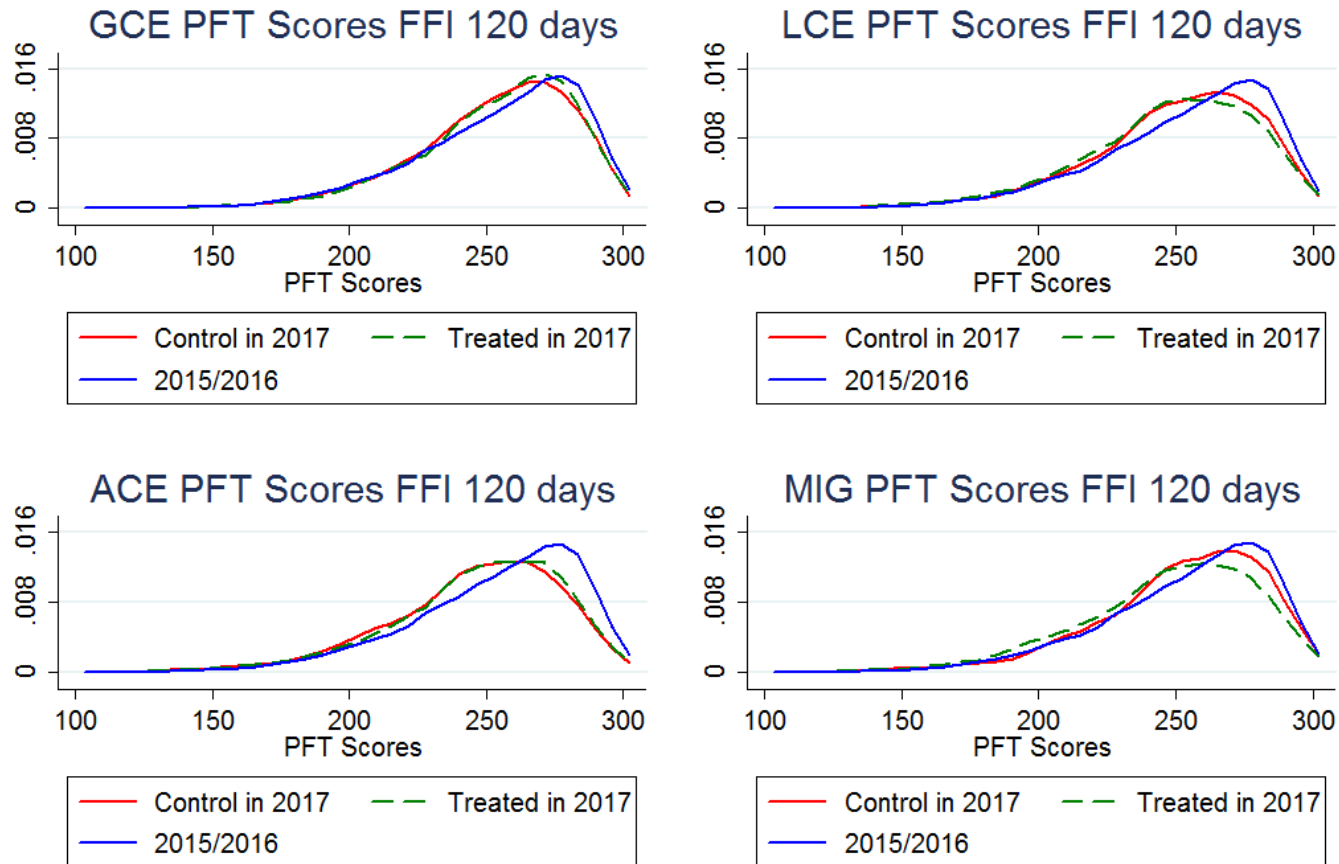 GCE PFT Scores FFI 120 days
.016
.008
0
100 150 200 250 300
PFT Scores
Control in 2017 Treated in 2017
2015/2016
LCE PFT Scores FFI 120 days
.016
.008
0
100 150 200 250 300
PFT Scores
Control in 2017 Treated in 2017
2015/2016
ACE PFT Scores FFI 120 days
.016
.008
0
100 150 200 250 300
PFT Scores
Control in 2017 Treated in 2017
2015/2016
MIG PFT Scores FFI 120 days
.016
.008
0
100 150 200 250 300
PFT Scores
Control in 2017 Treated in 2017
2015/2016